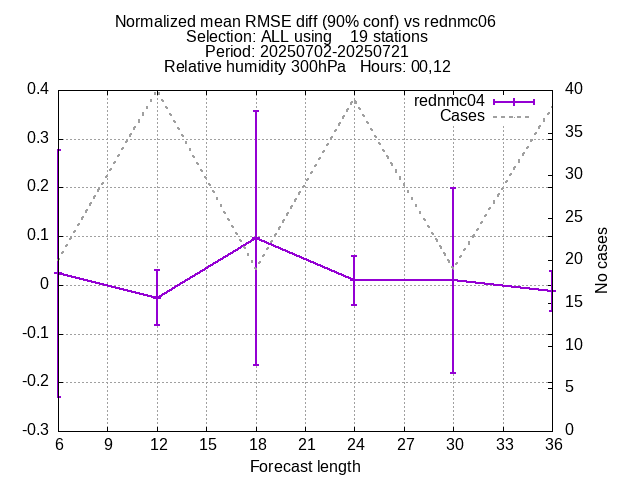 Normalized mean RMSE diff (90% conf) vs rednmc06
Selection: ALL using    19 stations
Period: 20250702-20250721
Relative humidity 300hPa   Hours: 00,12
rednmc04
Cases
0.4
0.3
0.2
0.1
0
-0.1
-0.2
-0.3
40
35
30
25
20
15
10
5
0
No cases
6 9 12 15 18 21 24 27 30 33 36
Forecast length